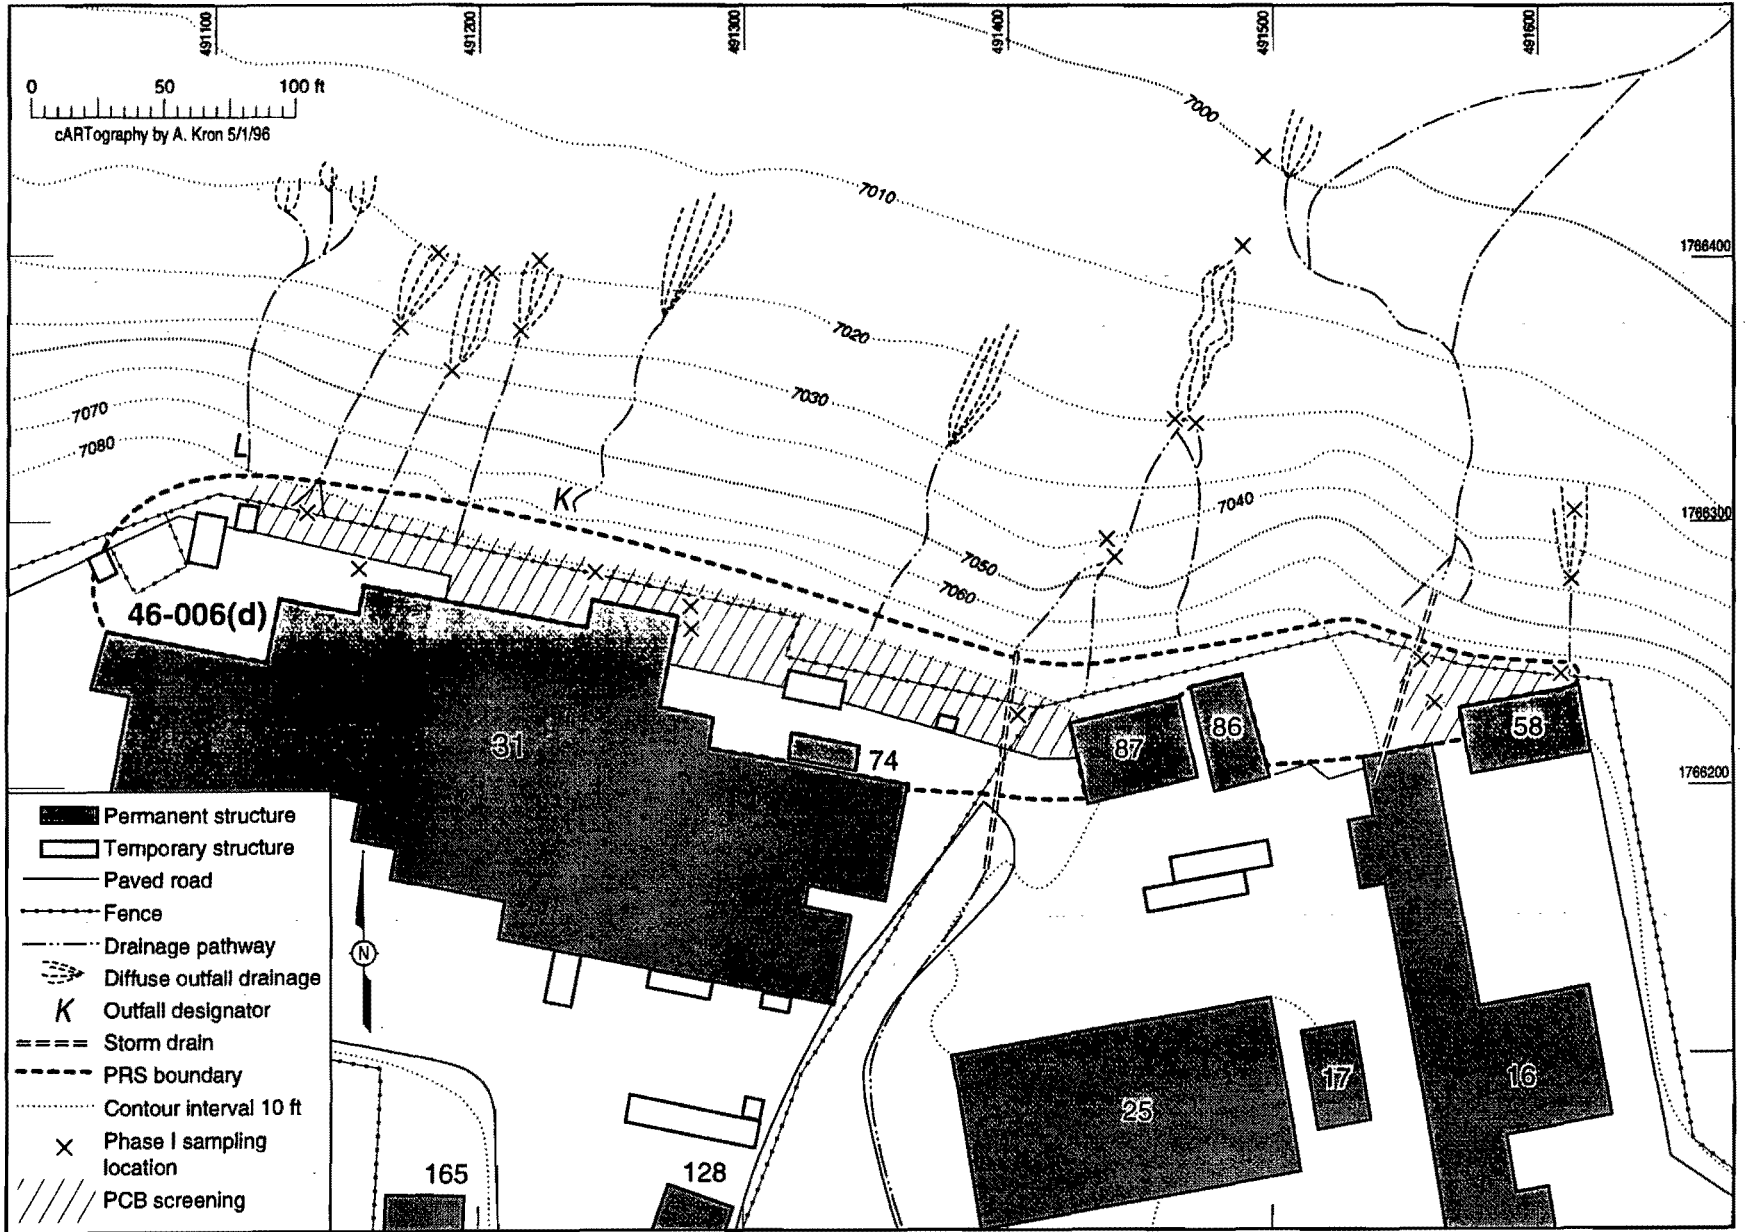 491100
491200
491300
491400
491500
491600
0 50 100 ft
cARTography by A. Kron 5/1/96
7000
7010
1766400
7020
7030
7070
7080
L
K
7040
1766300
7050
7060
46-006(d)
31
74
87
86
58
1766200
Permanent structure
Temporary structure
Paved road
Fence
Drainage pathway
Diffuse outfall drainage
K Outfall designator
Storm drain
PRS boundary
Contour interval 10 ft
Phase I sampling
location
PCB screening
N
25
17
16
165
128